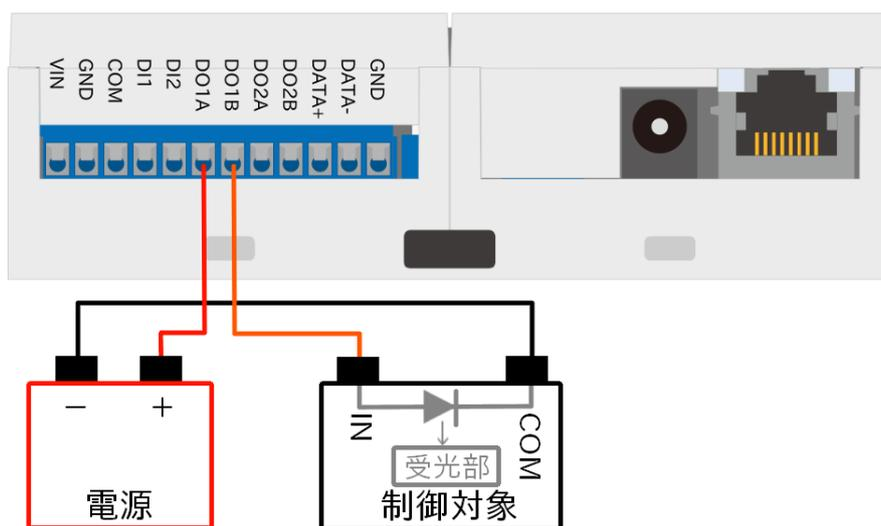 VIN
GND
COM
DI1
DI2
DO1A
DO1B
DO2A
DO2B
DATA+
DATA-
GND
−
+
IN
COM
受光部
電源
制御対象